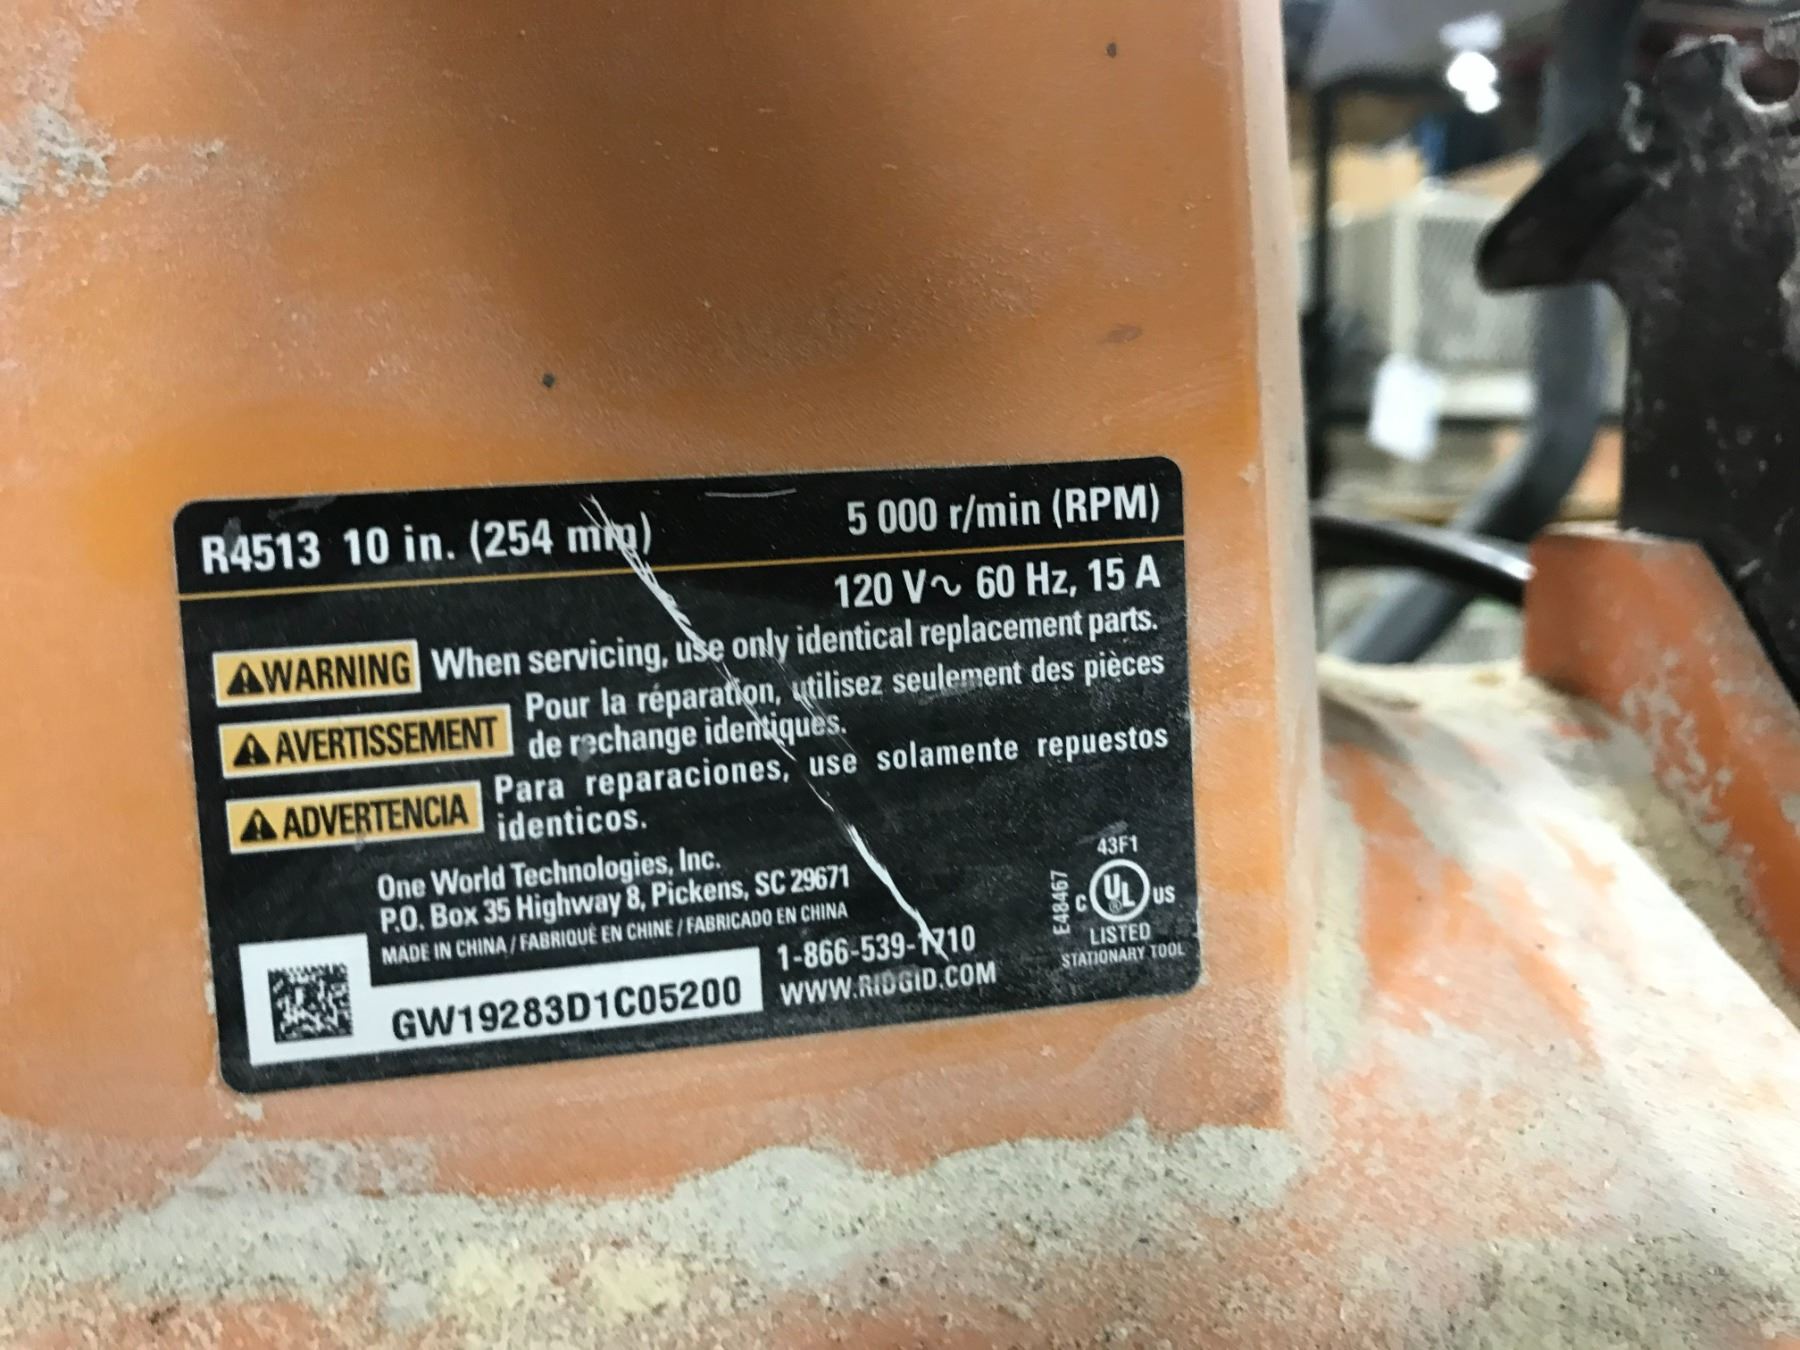 R4513 10 in. (254 mm) 5 000 r/min (RPM)
120 V~ 60 Hz, 15 A
WARNING When servicing, use only identical replacement parts.
AVERTISSEMENT Pour la réparation, utilisez seulement des pièces
de rechange identiques.
ADVERTENCIA Para reparaciones, use solamente repuestos
identicos.
One World Technologies, Inc.
P.O. Box 35 Highway 8, Pickens, SC 29671
MADE IN CHINA / FABRIQUÉ EN CHINE / FABRICADO EN CHINA
GW19283D1C05200
1-866-539-1710
WWW.RIDGID.COM
43F1
E48467
C UL ® US
LISTED
STATIONARY TOOL